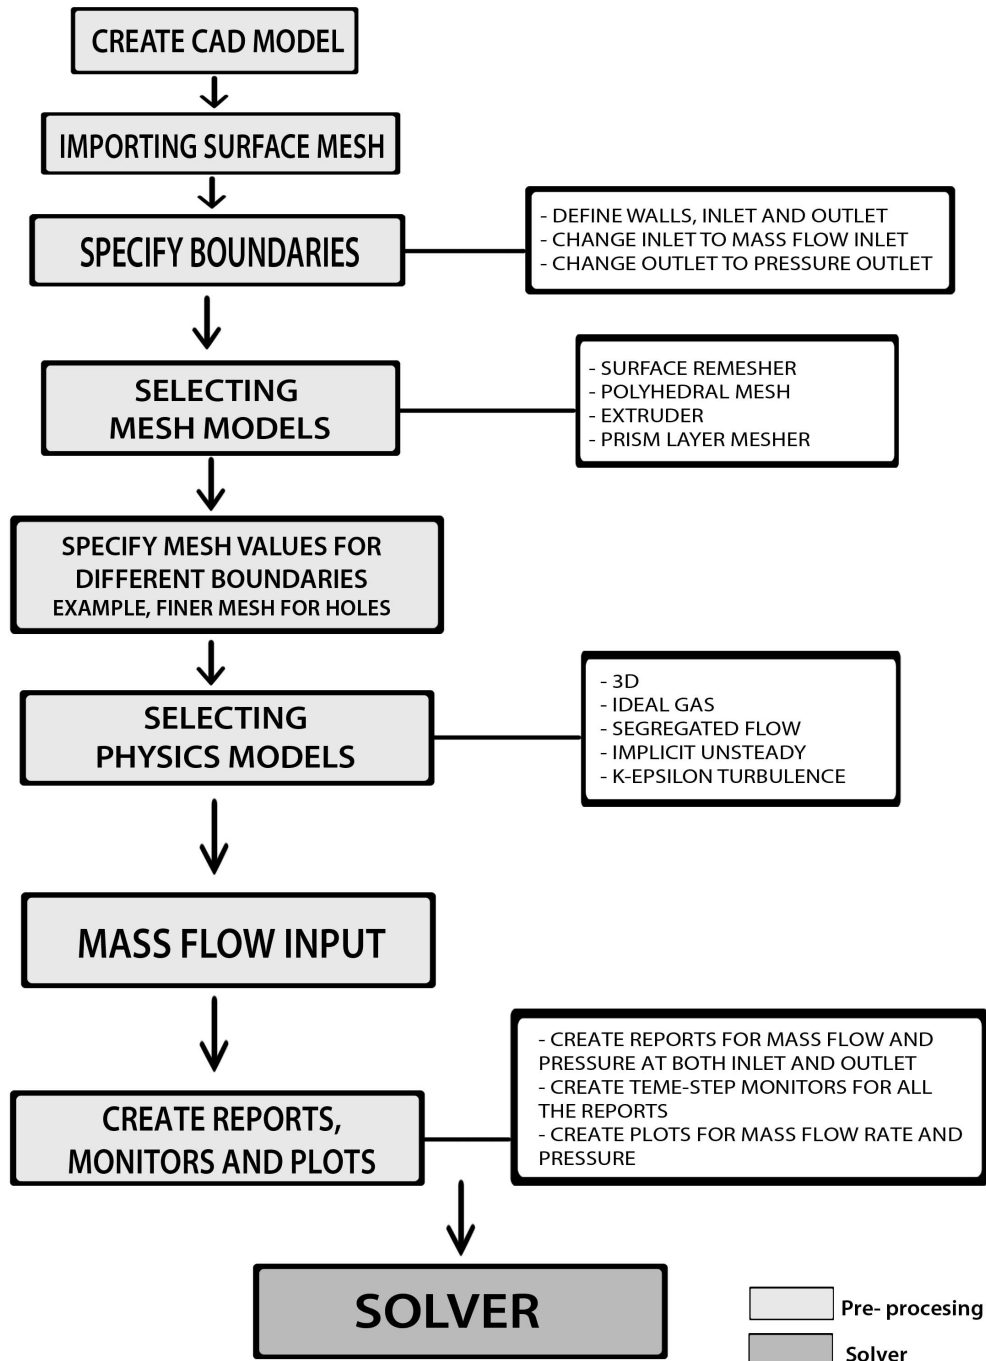 CREATE CAD MODEL
IMPORTING SURFACE MESH
SPECIFY BOUNDARIES
- DEFINE WALLS, INLET AND OUTLET
- CHANGE INLET TO MASS FLOW INLET
- CHANGE OUTLET TO PRESSURE OUTLET
SELECTING
MESH MODELS
- SURFACE REMESHER
- POLYHEDRAL MESH
- EXTRUDER
- PRISM LAYER MESHER
SPECIFY MESH VALUES FOR
DIFFERENT BOUNDARIES
EXAMPLE, FINER MESH FOR HOLES
SELECTING
PHYSICS MODELS
- 3D
- IDEAL GAS
- SEGREGATED FLOW
- IMPLICIT UNSTEADY
- K-EPSILON TURBULENCE
MASS FLOW INPUT
CREATE REPORTS,
MONITORS AND PLOTS
- CREATE REPORTS FOR MASS FLOW AND
PRESSURE AT BOTH INLET AND OUTLET
- CREATE TEME-STEP MONITORS FOR ALL
THE REPORTS
- CREATE PLOTS FOR MASS FLOW RATE AND
PRESSURE
SOLVER
Pre- procesing
Solver